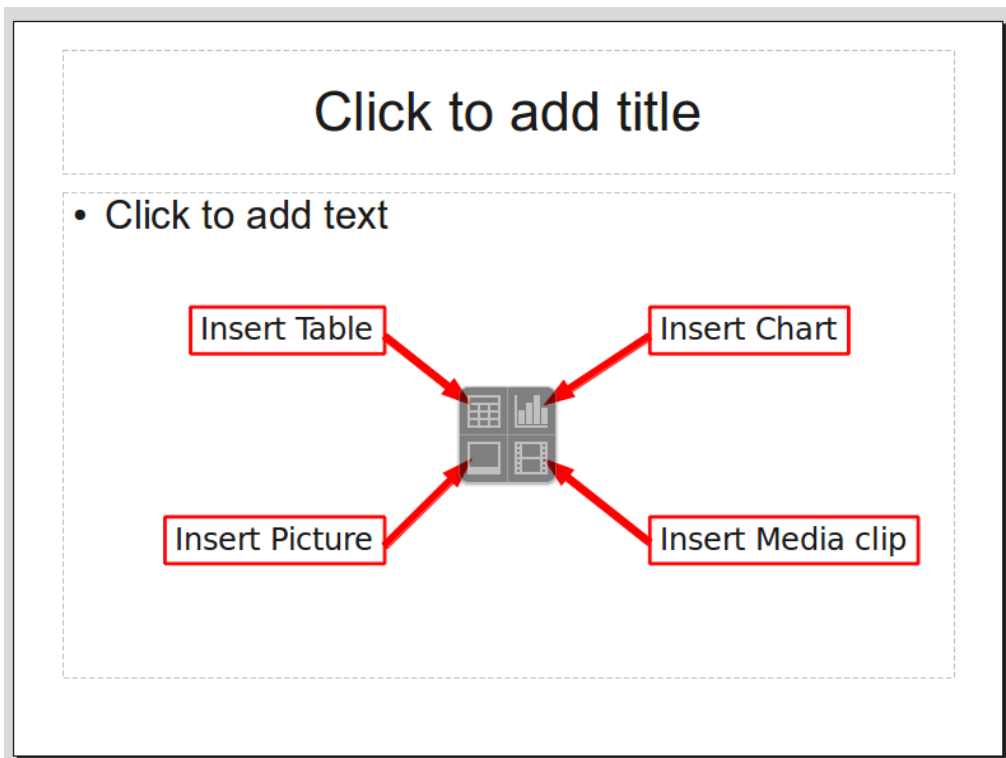 Click to add title
• Click to add text
Insert Table
Insert Chart
Insert Picture
Insert Media clip